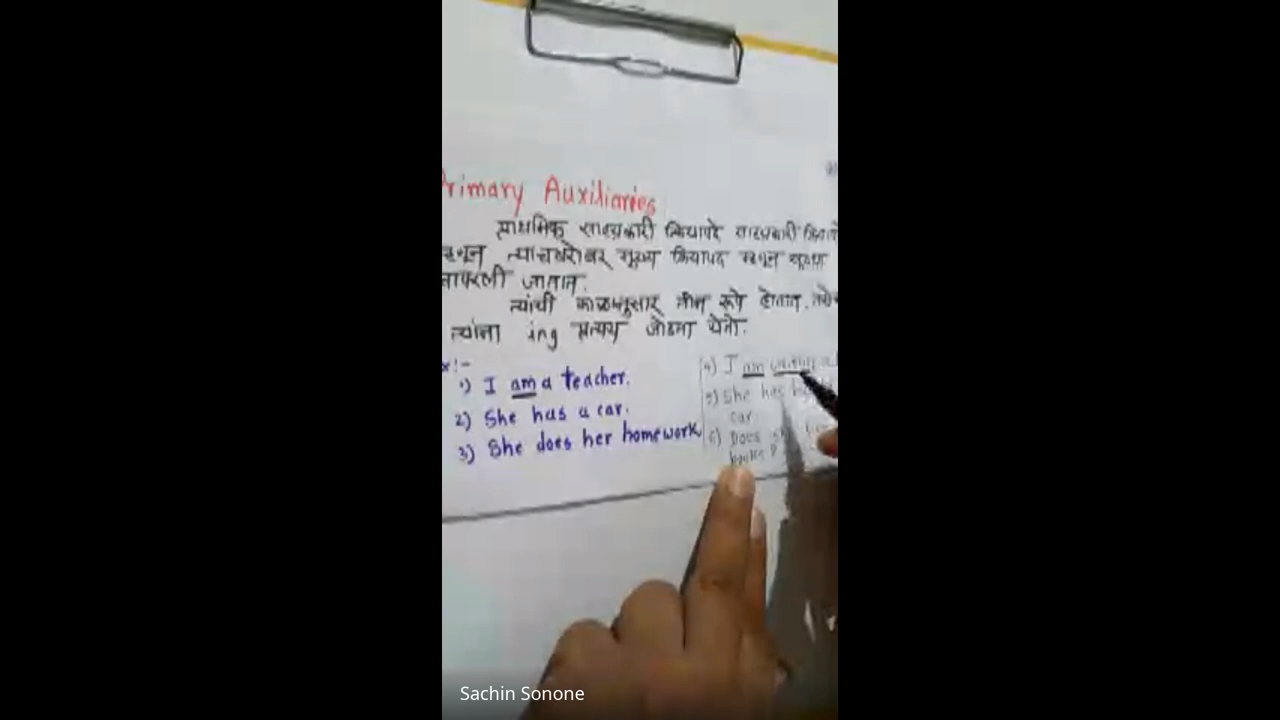 rimary Auxiliaries
प्राथमिक साहाय्यकारी क्रियापदे साहाय्यकारी
म्हणून त्याचबरोबर मुख्य क्रियापद म्हणून सुद्धा
वापरली जातात.
त्यांची काळानुसार तीन रूपे होतात.
त्यांना ing प्रत्यय जोडता येतो.
x:-
1) I am a teacher.
2) She has a car.
3) She does her homework
4) I am writing a
5) She has
car
6) Does
books?
Sachin Sonone